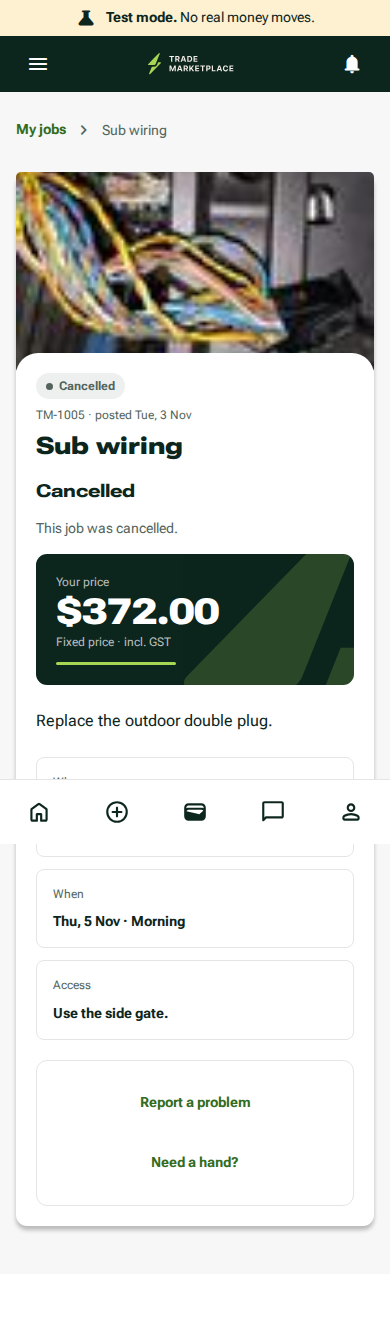 Test mode. No real money moves.
TRADE
MARKETPLACE
My jobs
Sub wiring
Cancelled
TM-1005 · posted Tue, 3 Nov
Sub wiring
Cancelled
This job was cancelled.
Your price
$372.00
Fixed price · incl. GST
Replace the outdoor double plug.
When
Thu, 5 Nov · Morning
Access
Use the side gate.
Report a problem
Need a hand?